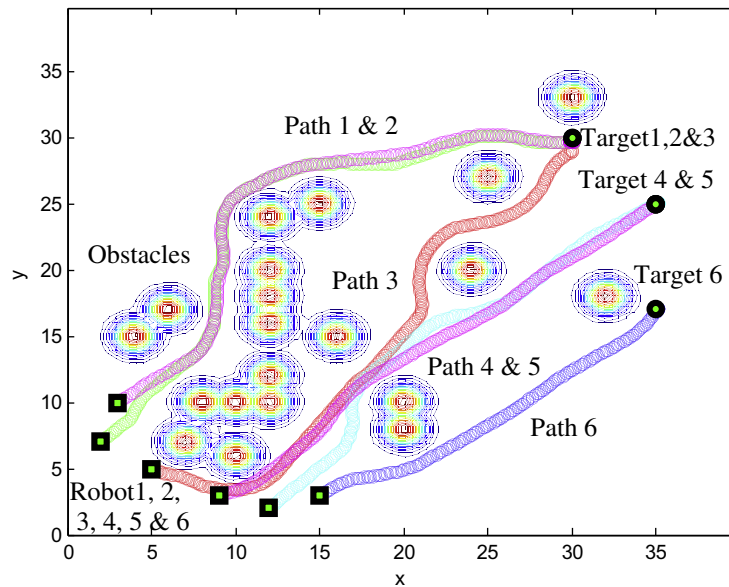 35
30
25
20
15
10
5
0
y
Path 1 & 2
Target1,2&3
Target 4 & 5
Obstacles
Path 3
Target 6
Path 4 & 5
Path 6
Robot1, 2,
3, 4, 5 & 6
0 5 10 15 20 25 30 35
x